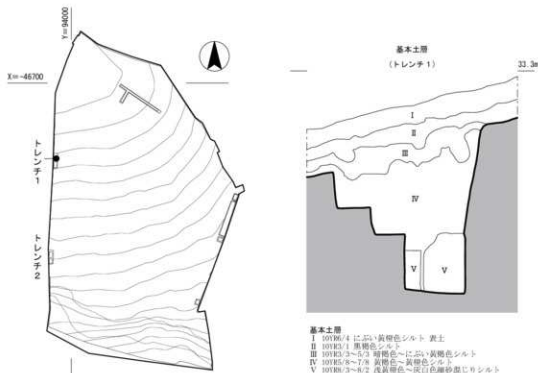 Y=94000
X=-46700
トレンチ1
トレンチ2
基本土層
(トレンチ1)
33.3m
I
II
III
IV
V
V
基本土層
I 10YR6/4 にぶい黄橙色シルト 表土
II 10YR3/1 黒褐色シルト
III 10YR3/3～5/3 暗褐色～にぶい黄褐色シルト
IV 10YR5/8～7/8 黄褐色～黄橙色シルト
V 10YR8/3～8/2 浅黄橙色～灰白色細砂混じりシルト